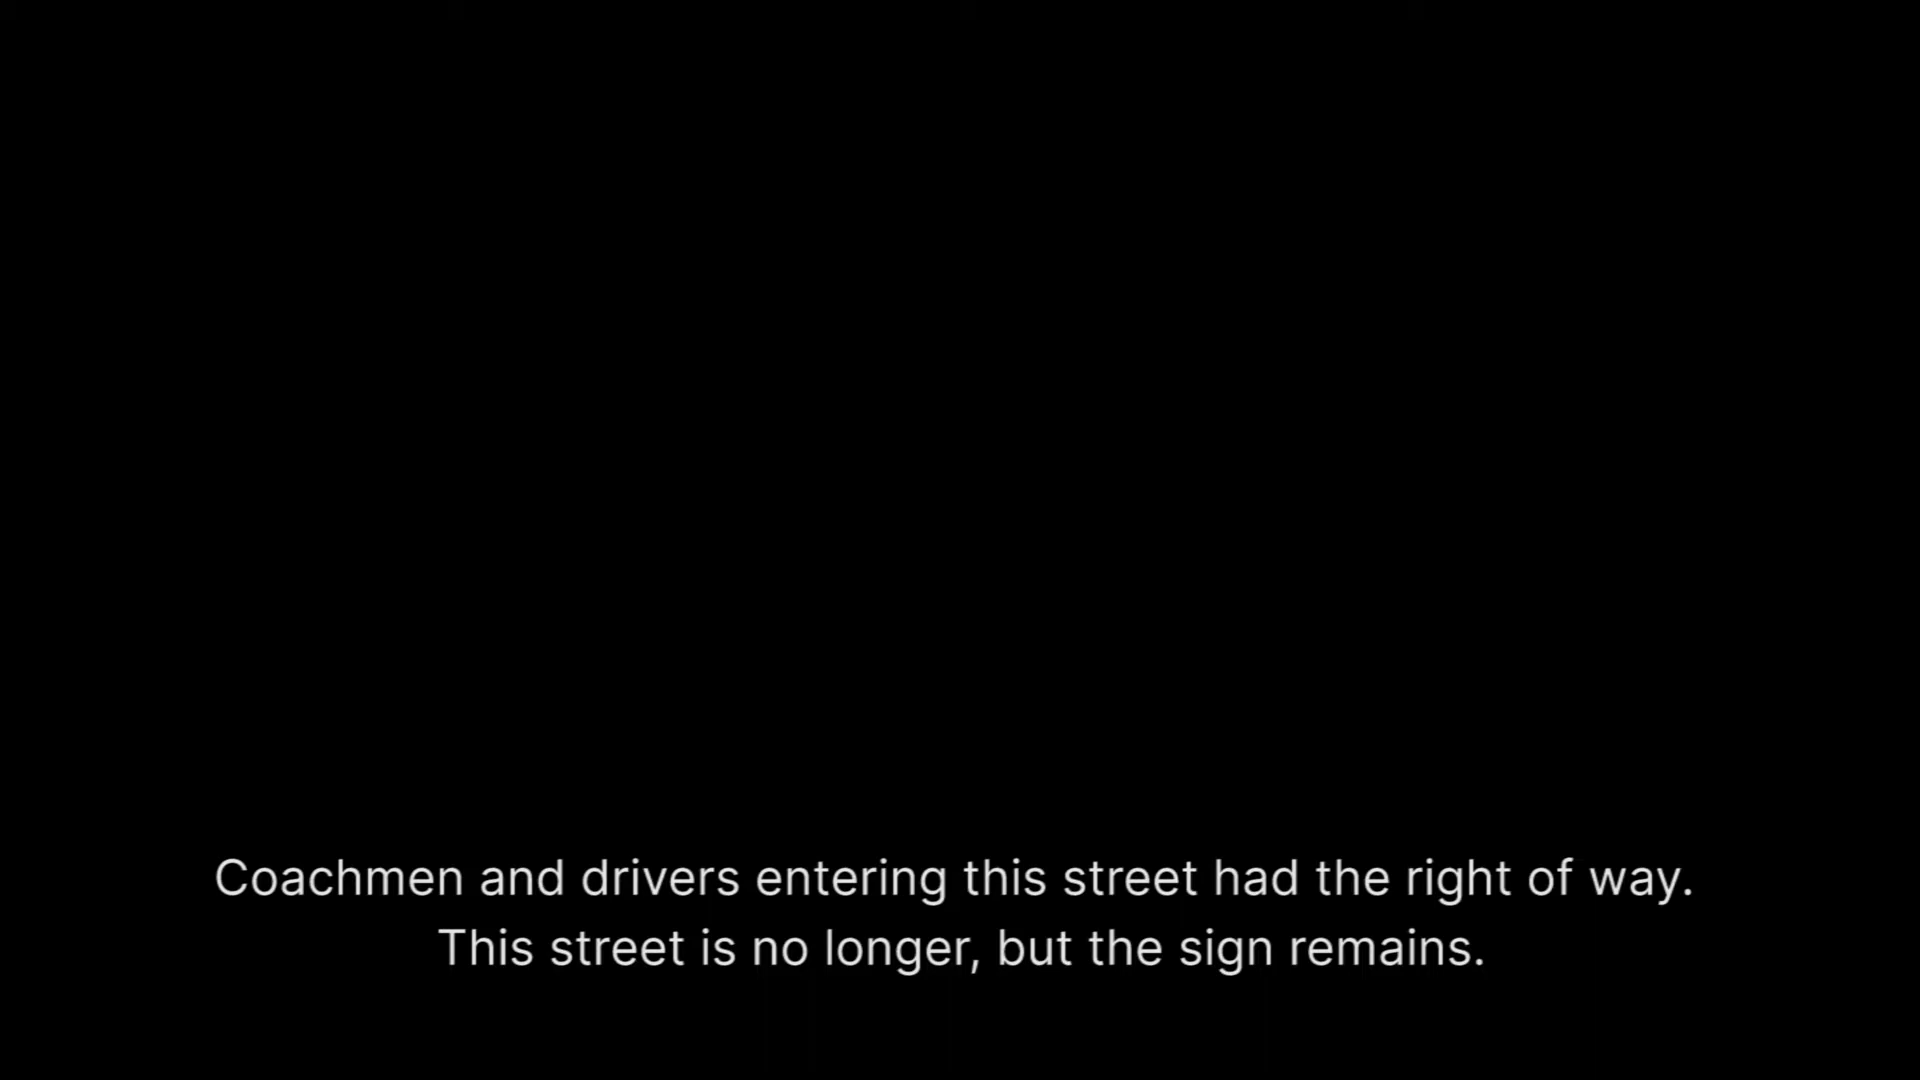 Coachmen and drivers entering this street had the right of way.
This street is no longer, but the sign remains.